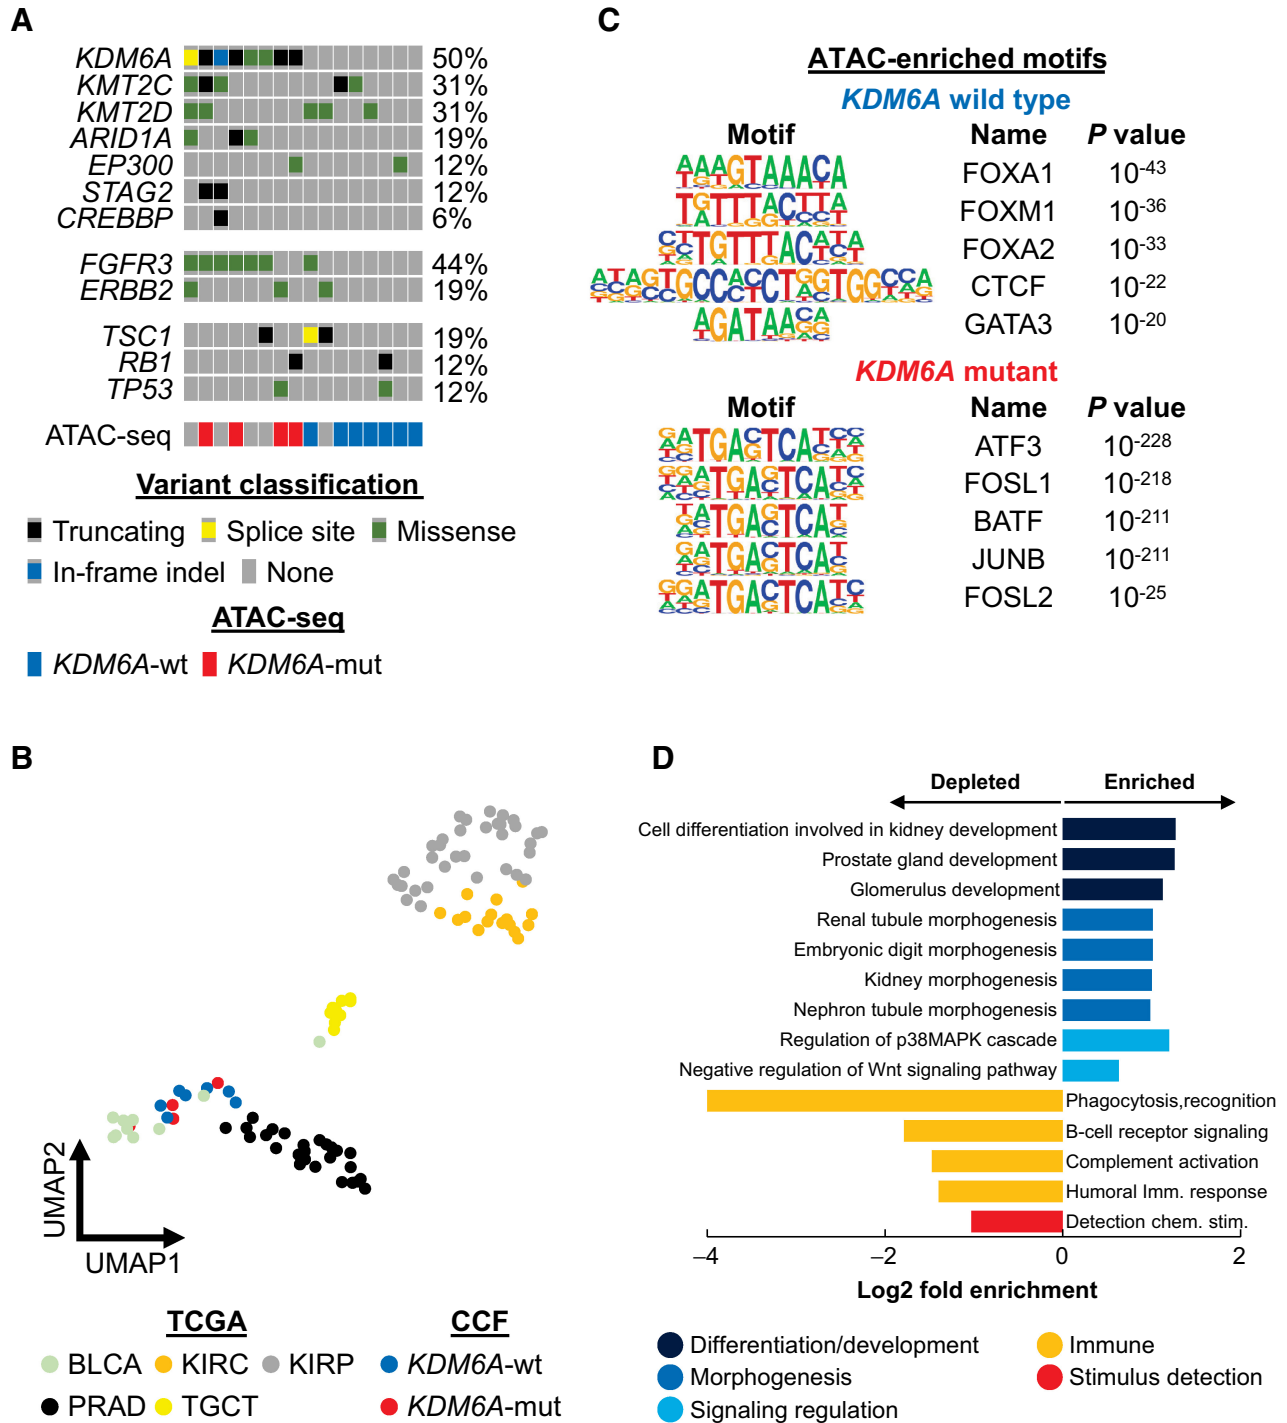 A
KDM6A 50%
KMT2C 31%
KMT2D 31%
ARID1A 19%
EP300 12%
STAG2 12%
CREBBP 6%
FGFR3 44%
ERBB2 19%
TSC1 19%
RB1 12%
TP53 12%
ATAC-seq
Variant classification
Truncating Splice site Missense
In-frame indel None
ATAC-seq
KDM6A-wt KDM6A-mut
C
ATAC-enriched motifs
KDM6A wild type
Motif Name P value
FOXA1 10-43
FOXM1 10-36
FOXA2 10-33
CTCF 10-22
GATA3 10-20
KDM6A mutant
Motif Name P value
ATF3 10-228
FOSL1 10-218
BATF 10-211
JUNB 10-211
FOSL2 10-25
B
UMAP2
UMAP1
TCGA CCF
BLCA KIRC KIRP KDM6A-wt
PRAD TGCT KDM6A-mut
D
Depleted Enriched
Cell differentiation involved in kidney development
Prostate gland development
Glomerulus development
Renal tubule morphogenesis
Embryonic digit morphogenesis
Kidney morphogenesis
Nephron tubule morphogenesis
Regulation of p38MAPK cascade
Negative regulation of Wnt signaling pathway
Phagocytosis,recognition
B-cell receptor signaling
Complement activation
Humoral Imm. response
Detection chem. stim.
–4 –2 0 2
Log2 fold enrichment
Differentiation/development Immune
Morphogenesis Stimulus detection
Signaling regulation